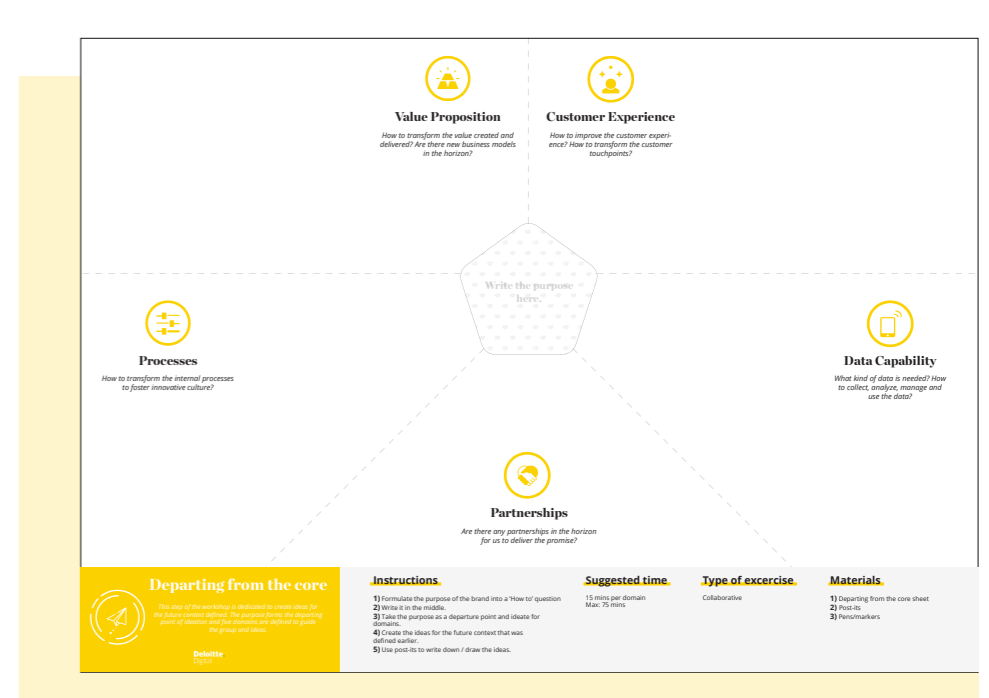 Value Proposition
How to transform the value created and
delivered? Are there new business models
in the horizon?
Customer Experience
How to improve the customer experi-
ence? How to transform the customer
touchpoints?
Write the purpose
here.
Processes
How to transform the internal processes
to foster innovative culture?
Data Capability
What kind of data is needed? How
to collect, analyze, manage and
use the data?
Partnerships
Are there any partnerships in the horizon
for us to deliver the promise?
Departing from the core
This step of the workshop is dedicated to create ideas for
the future context defined. The purpose forms the departing
point of ideation and five domains are defined to guide
the group and ideas.
Deloitte.
Digital
Instructions
1) Formulate the purpose of the brand into a 'How to' question
2) Write it in the middle.
3) Take the purpose as a departure point and ideate for
domains.
4) Create the ideas for the future context that was
defined earlier.
5) Use post-its to write down / draw the ideas.
Suggested time
15 mins per domain
Max: 75 mins
Type of excercise
Collaborative
Materials
1) Departing from the core sheet
2) Post-its
3) Pens/markers